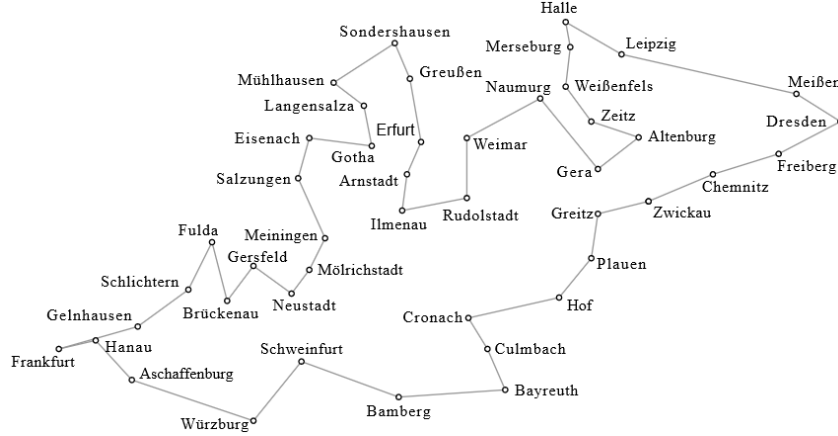 Halle
Sondershausen
Merseburg
Leipzig
Greußen
Mühlhausen
Naumurg
Weißenfels
Meißen
Langensalza
Zeitz
Dresden
Eisenach
Erfurt
Weimar
Altenburg
Gotha
Freiberg
Salzungen
Arnstadt
Gera
Chemnitz
Ilmenau
Rudolstadt
Greitz
Zwickau
Fulda
Meiningen
Gersfeld
Plauen
Schlichtern
Mölrichstadt
Brückenau
Neustadt
Hof
Gelnhausen
Cronach
Hanau
Schweinfurt
Culmbach
Frankfurt
Aschaffenburg
Bayreuth
Bamberg
Würzburg